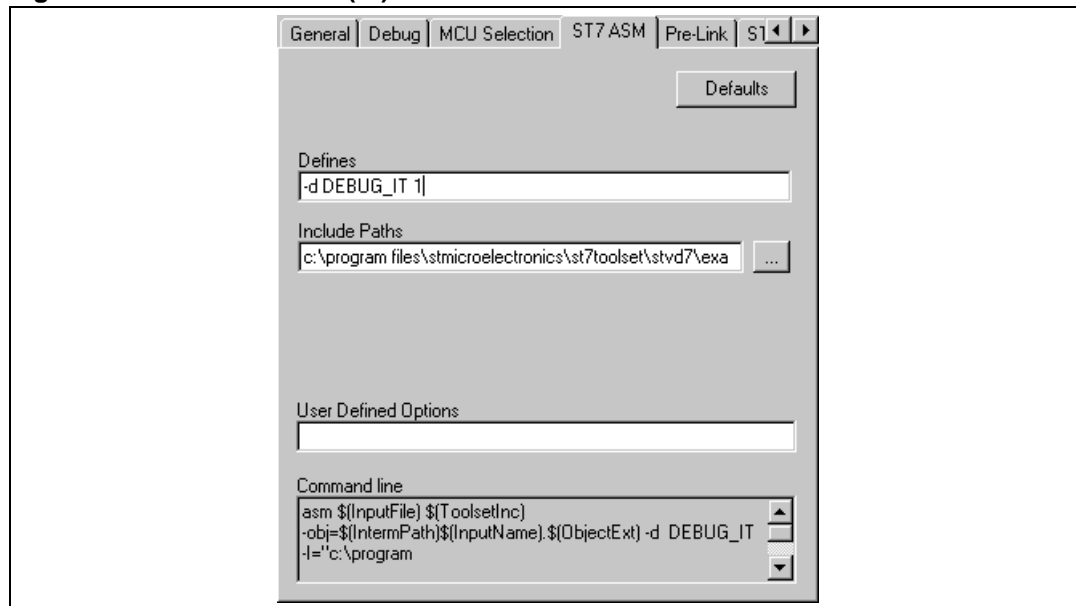 General Debug MCU Selection ST7 ASM Pre-Link ST
Defaults
Defines
-d DEBUG_IT 1
Include Paths
c:\program files\stmicroelectronics\st7toolset\stvd7\exa ...
User Defined Options
Command line
asm $(InputFile) $(ToolsetInc)
-obj=$(IntermPath)$(InputName).$(ObjectExt) -d DEBUG_IT
-I="c:\program